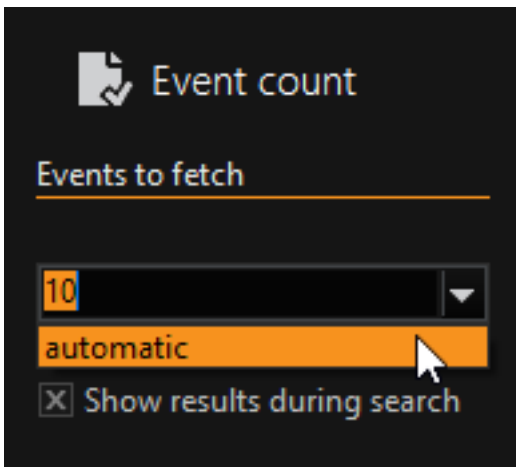 Event count
Events to fetch
10
automatic
Show results during search